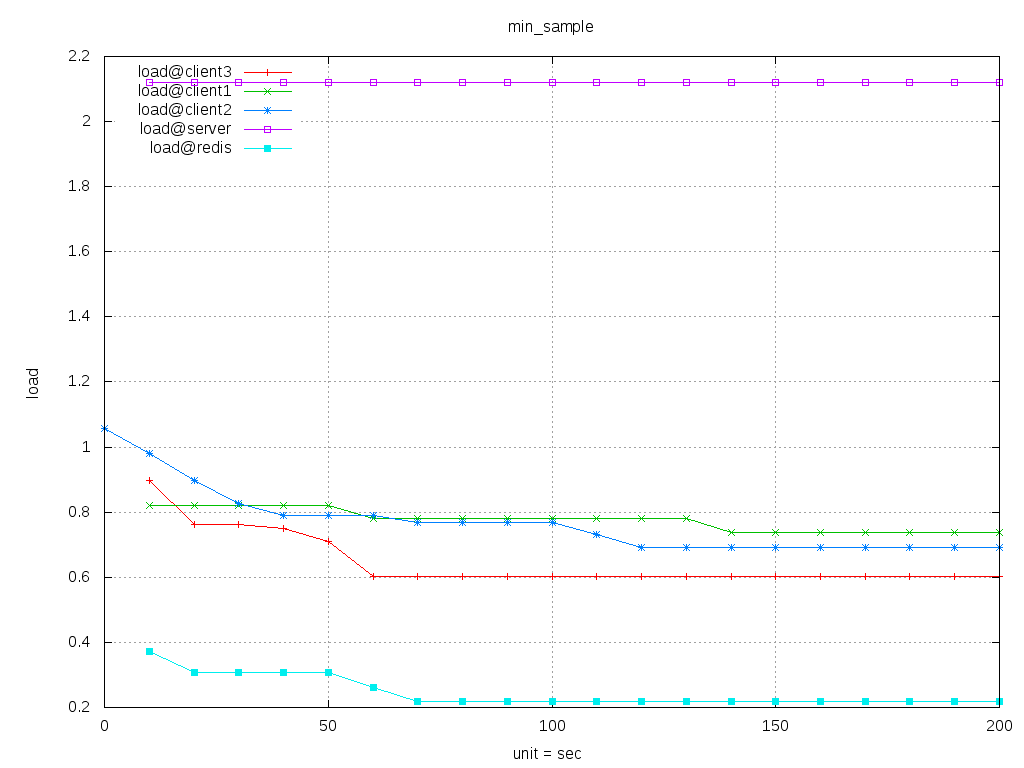 min_sample
2.2
2
1.8
1.6
1.4
1.2
1
0.8
0.6
0.4
0.2
load
load@client3
load@client1
load@client2
load@server
load@redis
0 50 100 150 200
unit = sec